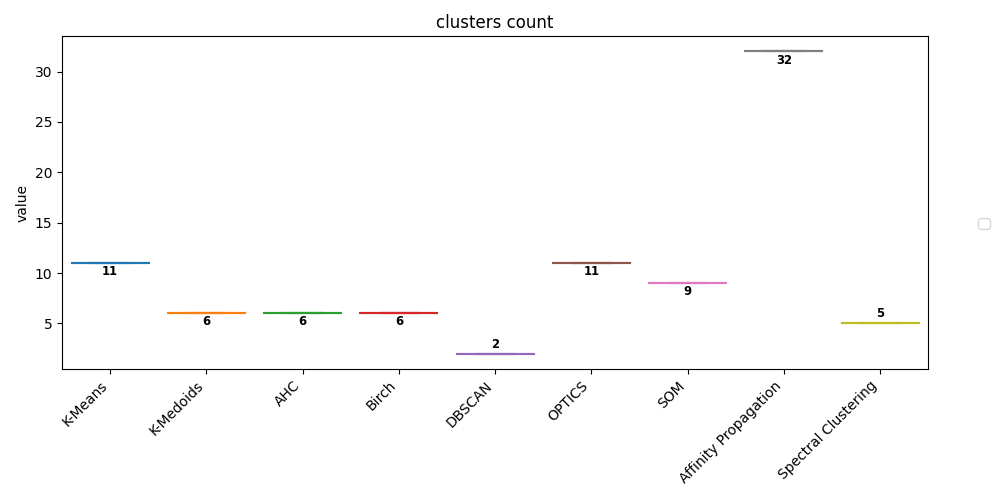 clusters count
value
30
25
20
15
10
5
11
6
6
6
2
11
9
32
5
K-Means
K-Medoids
AHC
Birch
DBSCAN
OPTICS
SOM
Affinity Propagation
Spectral Clustering